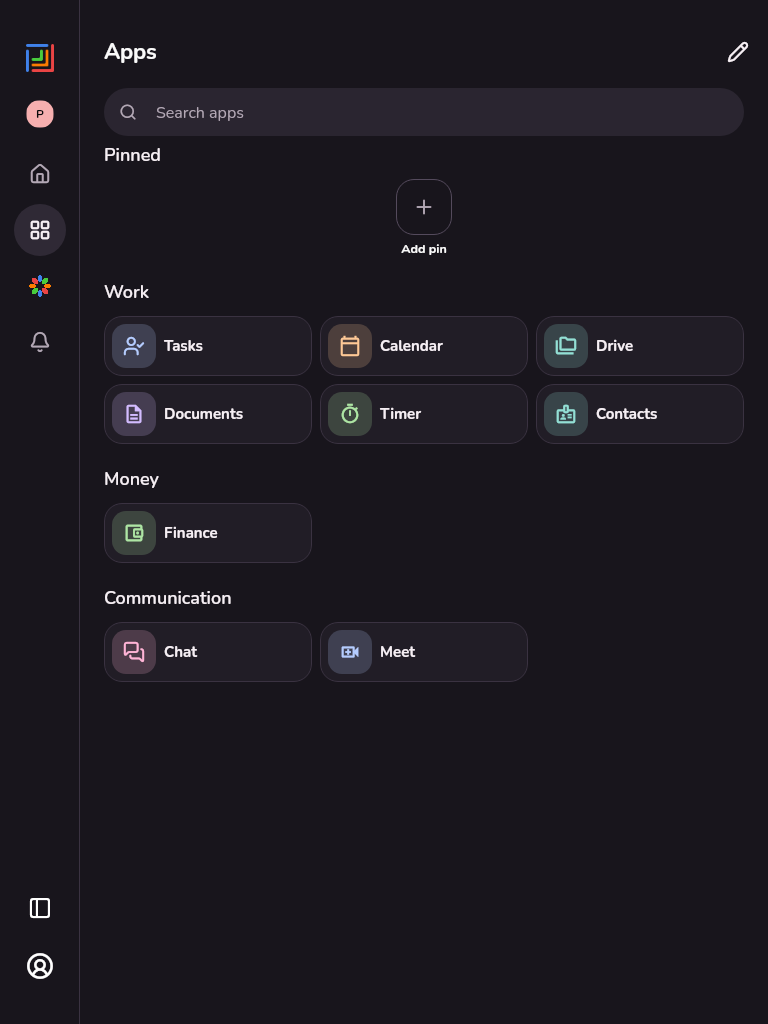 Apps
P
Search apps
Pinned
Add pin
Work
Tasks
Calendar
Drive
Documents
Timer
Contacts
Money
Finance
Communication
Chat
Meet